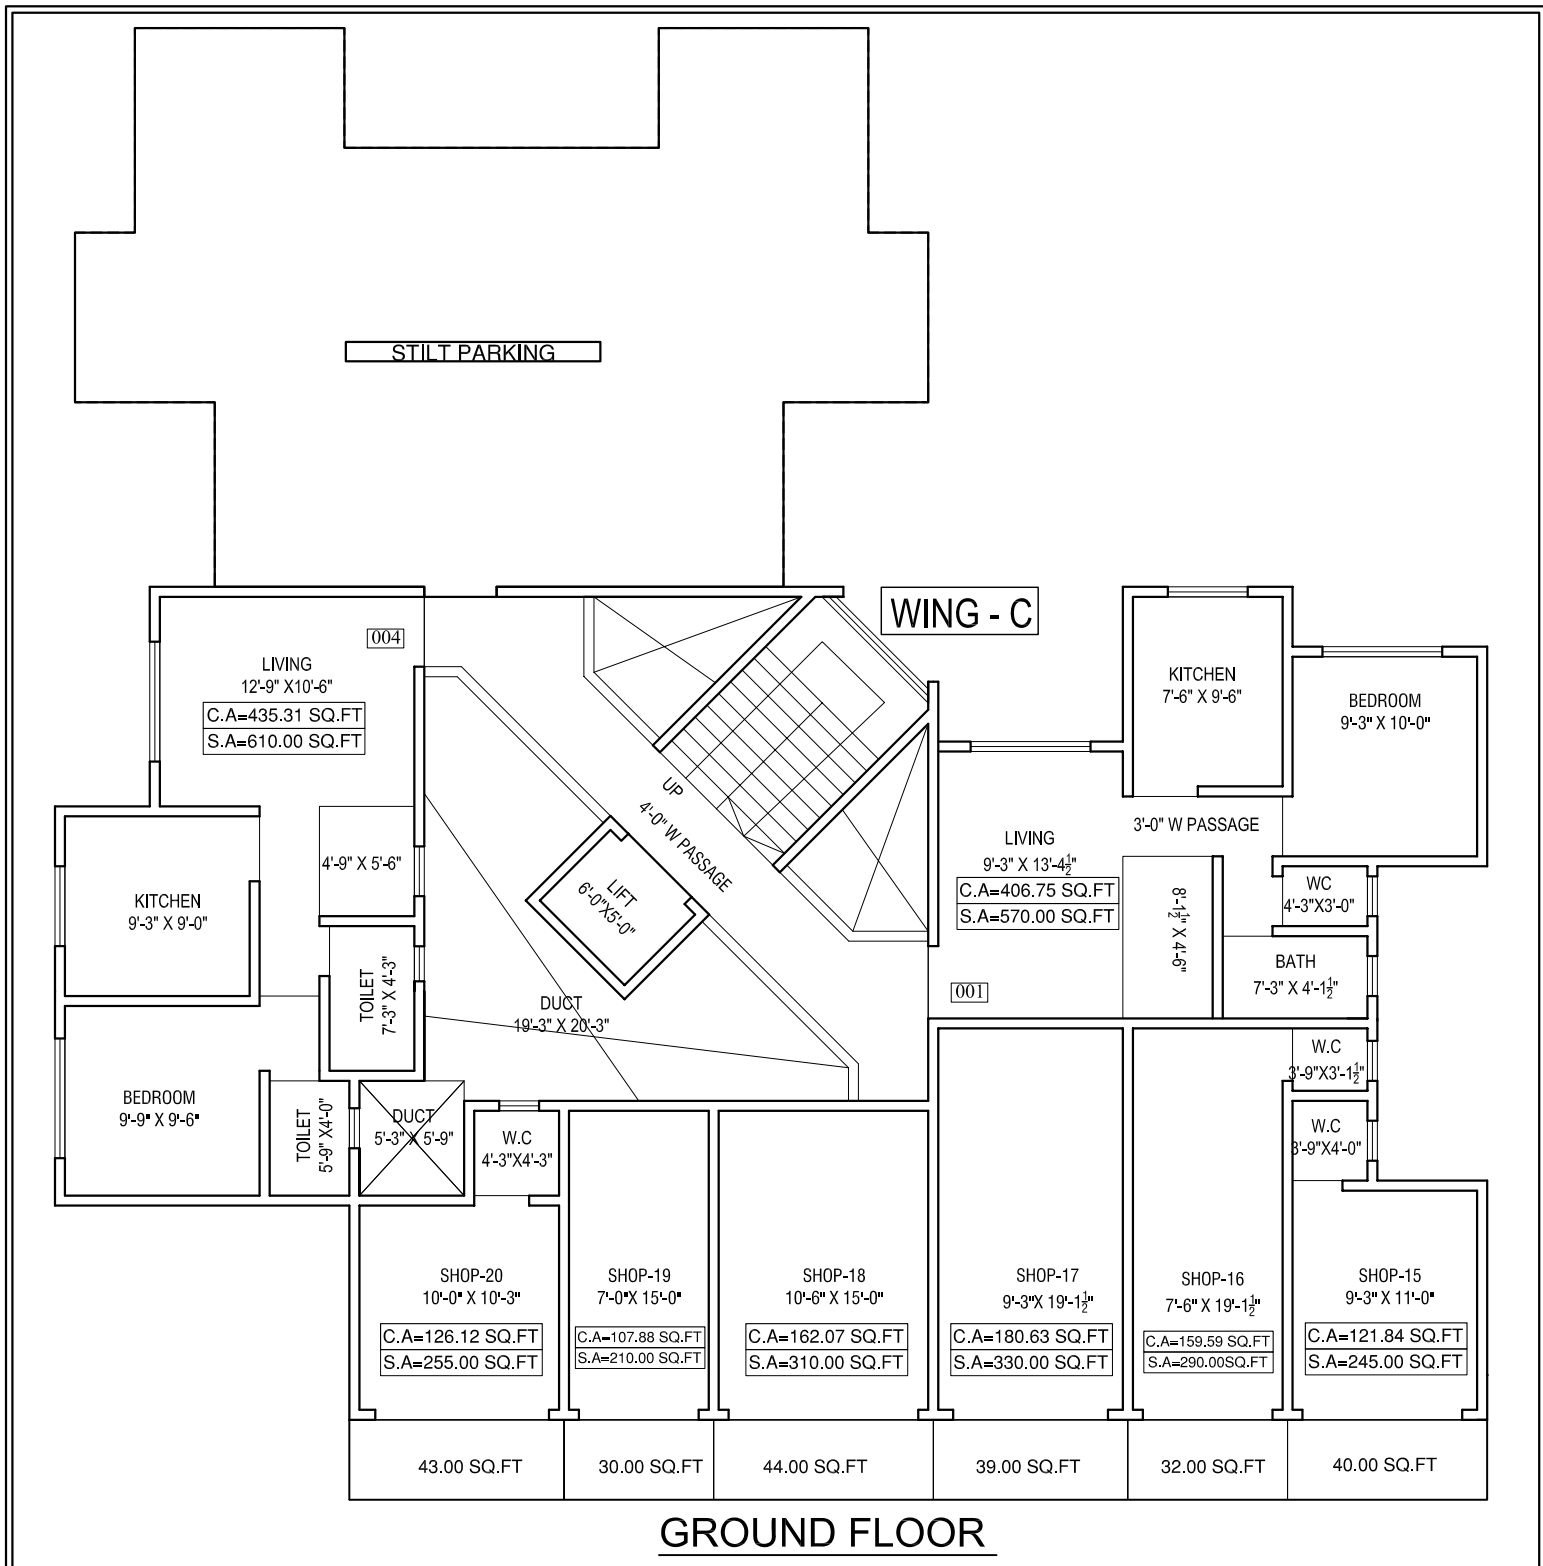 STILT PARKING
WING - C
004
LIVING
12'-9" X10'-6"
C.A=435.31 SQ.FT
S.A=610.00 SQ.FT
KITCHEN
7'-6" X 9'-6"
BEDROOM
9'-3" X 10'-0"
UP
4'-0" W PASSAGE
LIVING
9'-3" X 13'-4½"
C.A=406.75 SQ.FT
S.A=570.00 SQ.FT
3'-0" W PASSAGE
4'-9" X 5'-6"
KITCHEN
9'-3" X 9'-0"
LIFT
6'-0"X5'-0"
WC
4'-3"X3'-0"
8'-1½" X 4'-6"
BATH
7'-3" X 4'-1½"
TOILET
7'-3" X 4'-3"
DUCT
19'-3" X 20'-3"
001
W.C
3'-9"X3'-1½"
BEDROOM
9'-9" X 9'-6"
TOILET
5'-9" X4'-0"
DUCT
5'-3" X 5'-9"
W.C
4'-3"X4'-3"
W.C
3'-9"X4'-0"
SHOP-20
10'-0" X 10'-3"
C.A=126.12 SQ.FT
S.A=255.00 SQ.FT
SHOP-19
7'-0"X 15'-0"
C.A=107.88 SQ.FT
S.A=210.00 SQ.FT
SHOP-18
10'-6" X 15'-0"
C.A=162.07 SQ.FT
S.A=310.00 SQ.FT
SHOP-17
9'-3"X 19'-1½"
C.A=180.63 SQ.FT
S.A=330.00 SQ.FT
SHOP-16
7'-6" X 19'-1½"
C.A=159.59 SQ.FT
S.A=290.00SQ.FT
SHOP-15
9'-3" X 11'-0"
C.A=121.84 SQ.FT
S.A=245.00 SQ.FT
43.00 SQ.FT
30.00 SQ.FT
44.00 SQ.FT
39.00 SQ.FT
32.00 SQ.FT
40.00 SQ.FT
GROUND FLOOR